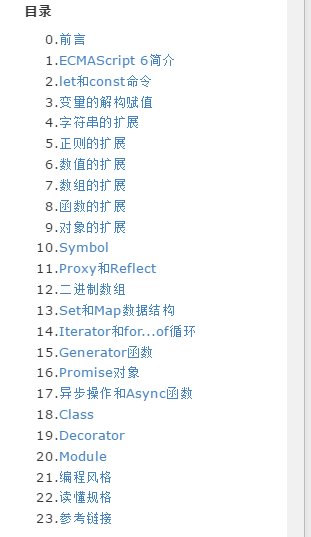 目录
0.前言
1.ECMAScript 6简介
2.let和const命令
3.变量的解构赋值
4.字符串的扩展
5.正则的扩展
6.数值的扩展
7.数组的扩展
8.函数的扩展
9.对象的扩展
10.Symbol
11.Proxy和Reflect
12.二进制数组
13.Set和Map数据结构
14.Iterator和for...of循环
15.Generator函数
16.Promise对象
17.异步操作和Async函数
18.Class
19.Decorator
20.Module
21.编程风格
22.读懂规格
23.参考链接